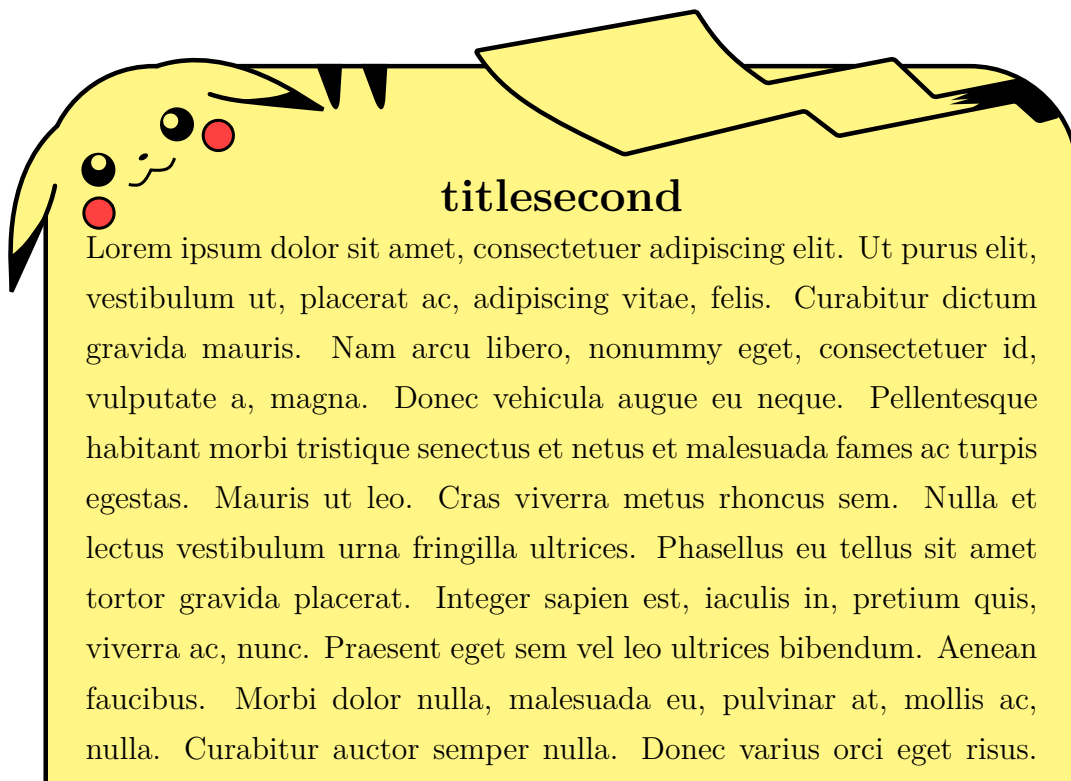 titlesecond
Lorem ipsum dolor sit amet, consectetuer adipiscing elit. Ut purus elit,
vestibulum ut, placerat ac, adipiscing vitae, felis. Curabitur dictum
gravida mauris. Nam arcu libero, nonummy eget, consectetuer id,
vulputate a, magna. Donec vehicula augue eu neque. Pellentesque
habitant morbi tristique senectus et netus et malesuada fames ac turpis
egestas. Mauris ut leo. Cras viverra metus rhoncus sem. Nulla et
lectus vestibulum urna fringilla ultrices. Phasellus eu tellus sit amet
tortor gravida placerat. Integer sapien est, iaculis in, pretium quis,
viverra ac, nunc. Praesent eget sem vel leo ultrices bibendum. Aenean
faucibus. Morbi dolor nulla, malesuada eu, pulvinar at, mollis ac,
nulla. Curabitur auctor semper nulla. Donec varius orci eget risus.